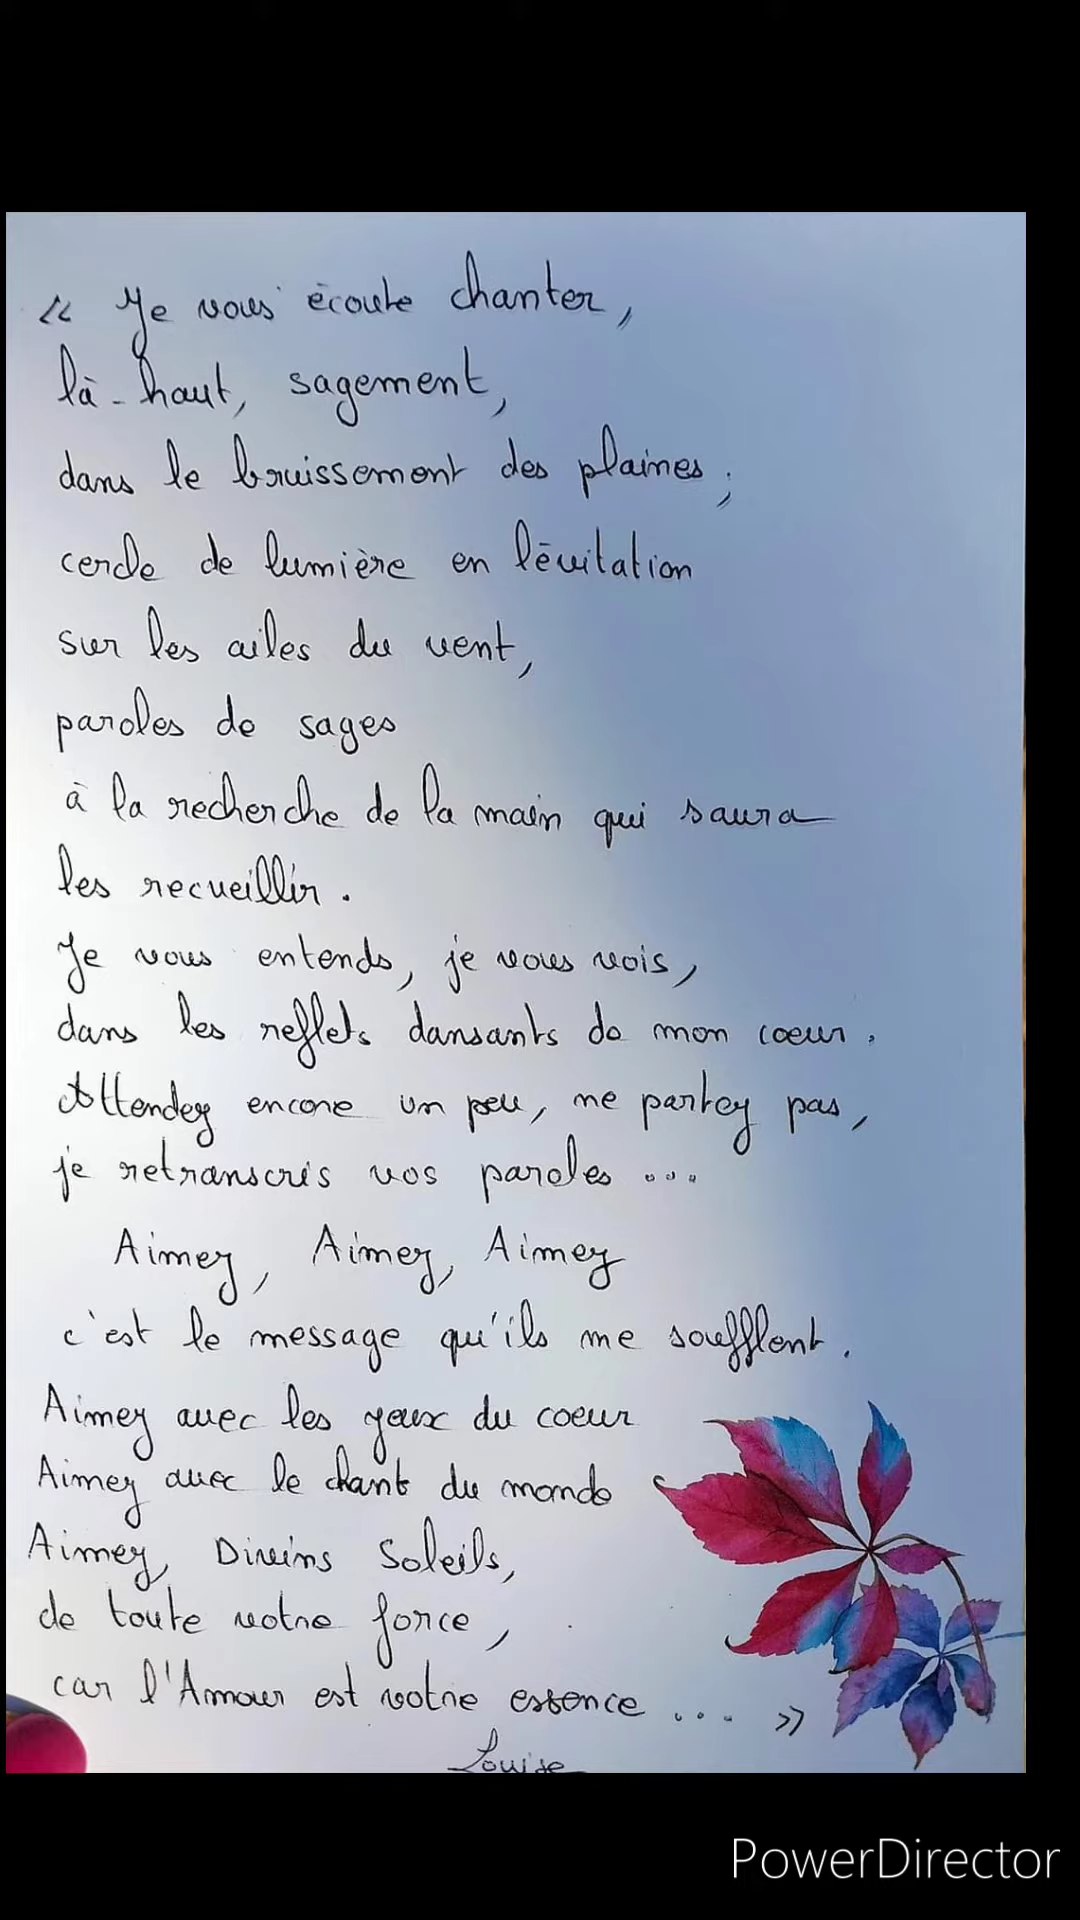 « Je vous écoute chanter,
là-haut, sagement,
dans le bruissement des plaines ;
cercle de lumière en lévitation
sur les ailes du vent,
paroles de sages
à la recherche de la main qui saura
les recueillir.
Je vous entends, je vous vois,
dans les reflets dansants de mon coeur.
Attendez encore un peu, ne partez pas,
je retranscris vos paroles ...
Aimez, Aimez, Aimez
c'est le message qu'ils me soufflent.
Aimez avec les yeux du coeur
Aimez avec le chant du monde
Aimez, Divins Soleils,
de toute votre force,
car l'Amour est votre essence .... »
Louise
PowerDirector